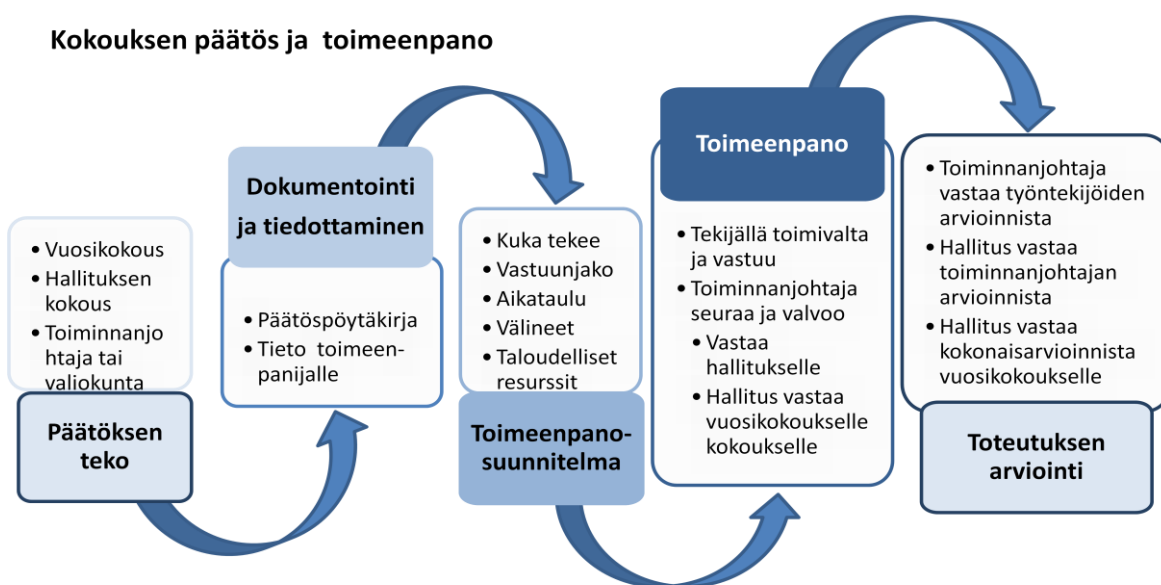 Kokouksen päätös ja toimeenpano
• Vuosikokous
• Hallituksen
kokous
• Toiminnanjo
htaja tai
valiokunta
Päätöksen
teko
Dokumentointi
ja tiedottaminen
• Päätöspöytäkirja
• Tieto toimeen-
panijalle
• Kuka tekee
• Vastuunjako
• Aikataulu
• Välineet
• Taloudelliset
resurssit
Toimeenpano-
suunnitelma
Toimeenpano
• Tekijällä toimivalta
ja vastuu
• Toiminnanjohtaja
seuraa ja valvoo
• Vastaa
hallitukselle
• Hallitus vastaa
vuosikokoukselle
kokoukselle
• Toiminnanjohtaja
vastaa työntekijöiden
arvioinnista
• Hallitus vastaa
toiminnanjohtajan
arvioinnista
• Hallitus vastaa
kokonaisarvioinnista
vuosikokoukselle
Toteutuksen
arviointi